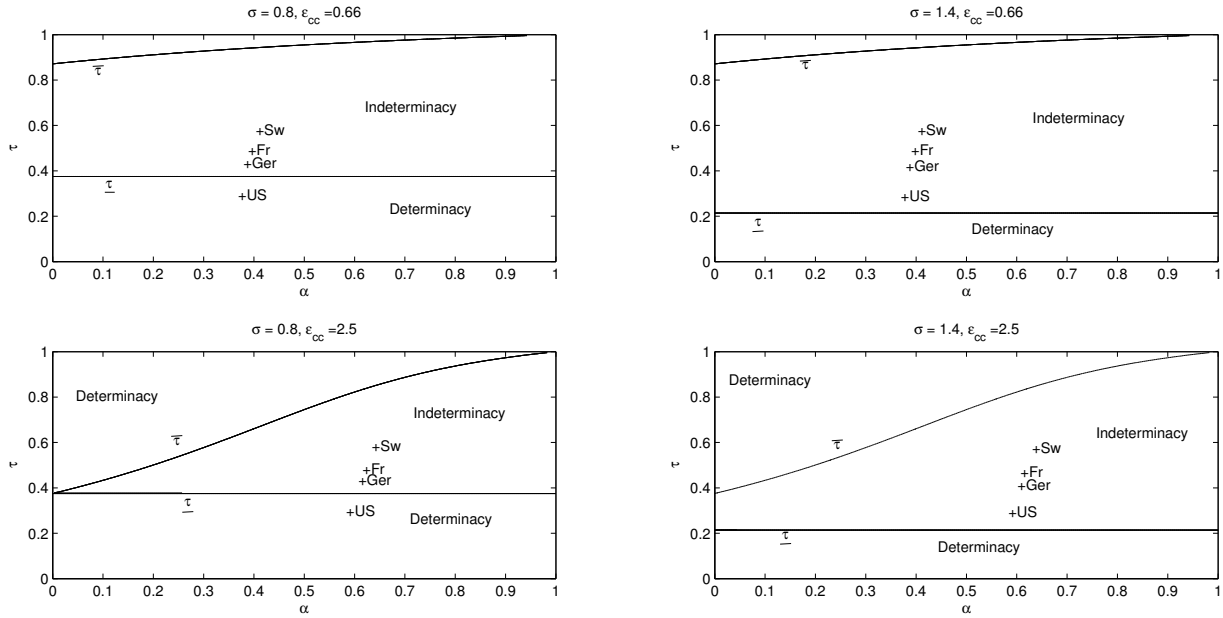 σ = 0.8, ε_cc =0.66
1
0.8
0.6
0.4
0.2
0
τ
τ̅
Indeterminacy
+Sw
+Fr
+Ger
τ̲
+US
Determinacy
0 0.1 0.2 0.3 0.4 0.5 0.6 0.7 0.8 0.9 1
α
σ = 1.4, ε_cc =0.66
1
0.8
0.6
0.4
0.2
0
τ
τ̅
Indeterminacy
+Sw
+Fr
+Ger
+US
τ̲
Determinacy
0 0.1 0.2 0.3 0.4 0.5 0.6 0.7 0.8 0.9 1
α
σ = 0.8, ε_cc =2.5
1
0.8
0.6
0.4
0.2
0
τ
Determinacy
τ̅
Indeterminacy
+Sw
+Fr
+Ger
τ̲
+US
Determinacy
0 0.1 0.2 0.3 0.4 0.5 0.6 0.7 0.8 0.9 1
α
σ = 1.4, ε_cc =2.5
1
0.8
0.6
0.4
0.2
0
τ
Determinacy
τ̅
Indeterminacy
+Sw
+Fr
+Ger
+US
τ̲
Determinacy
0 0.1 0.2 0.3 0.4 0.5 0.6 0.7 0.8 0.9 1
α